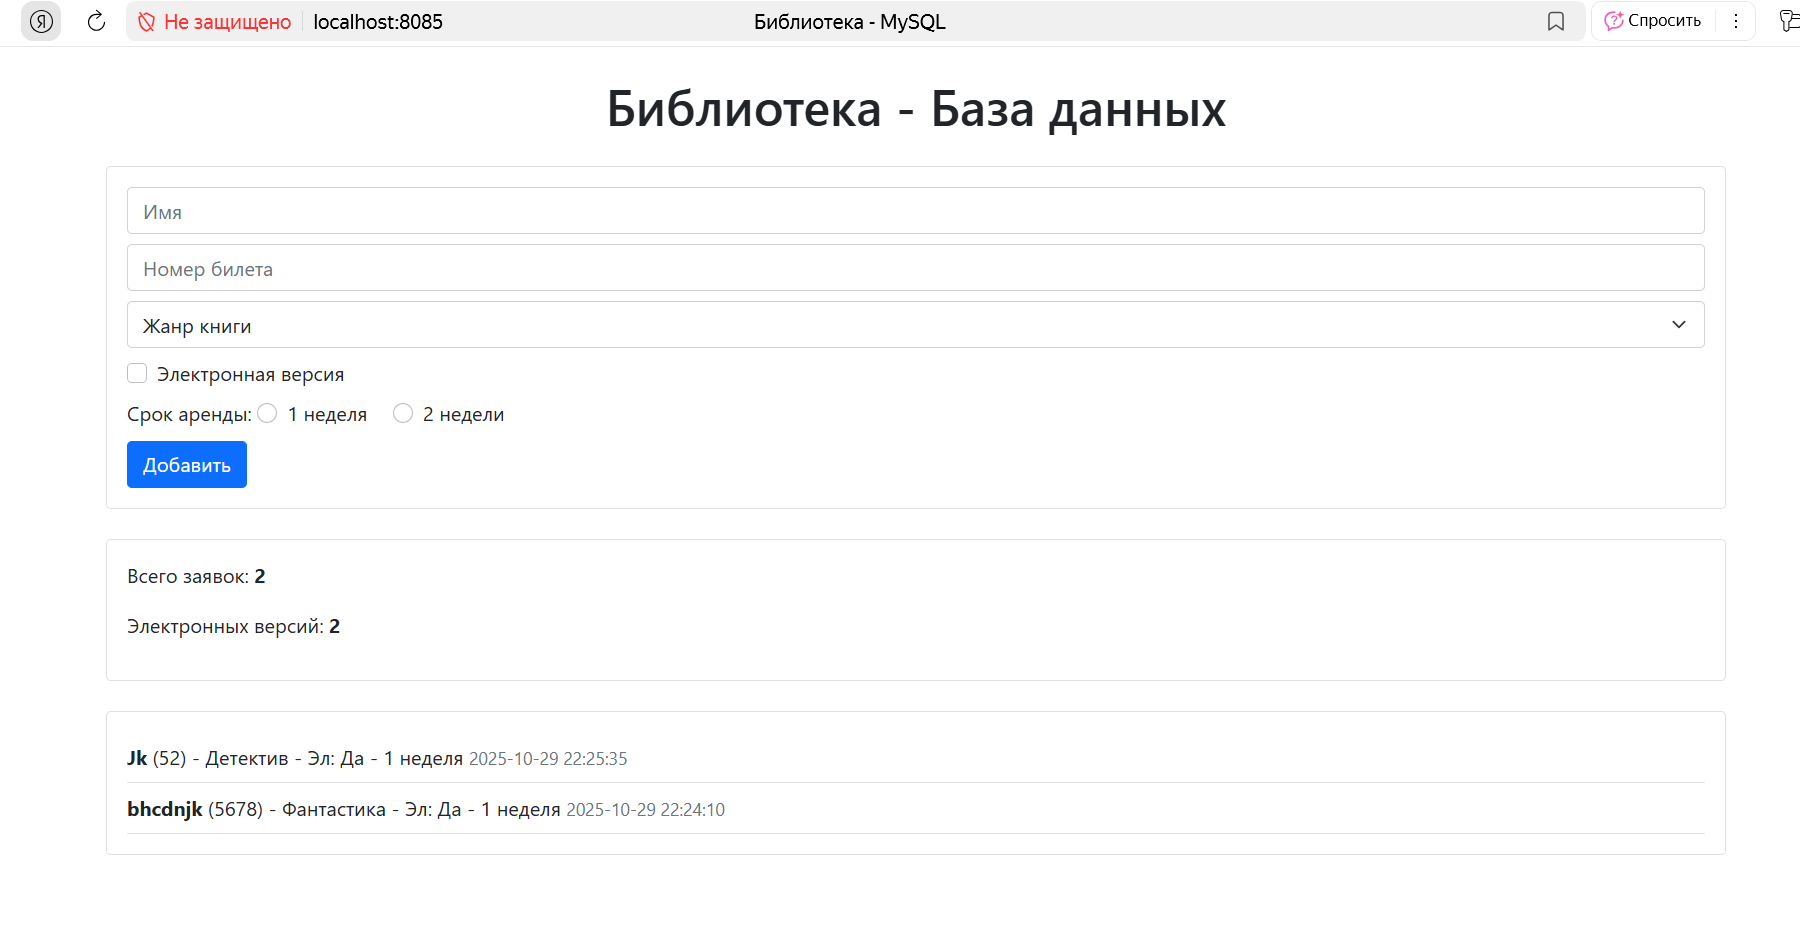 Я Не защищено localhost:8085 Библиотека - MySQL Спросить
Библиотека - База данных
Имя
Номер билета
Жанр книги
Электронная версия
Срок аренды: 1 неделя 2 недели
Добавить
Всего заявок: 2
Электронных версий: 2
Jk (52) - Детектив - Эл: Да - 1 неделя 2025-10-29 22:25:35
bhcdnjk (5678) - Фантастика - Эл: Да - 1 неделя 2025-10-29 22:24:10